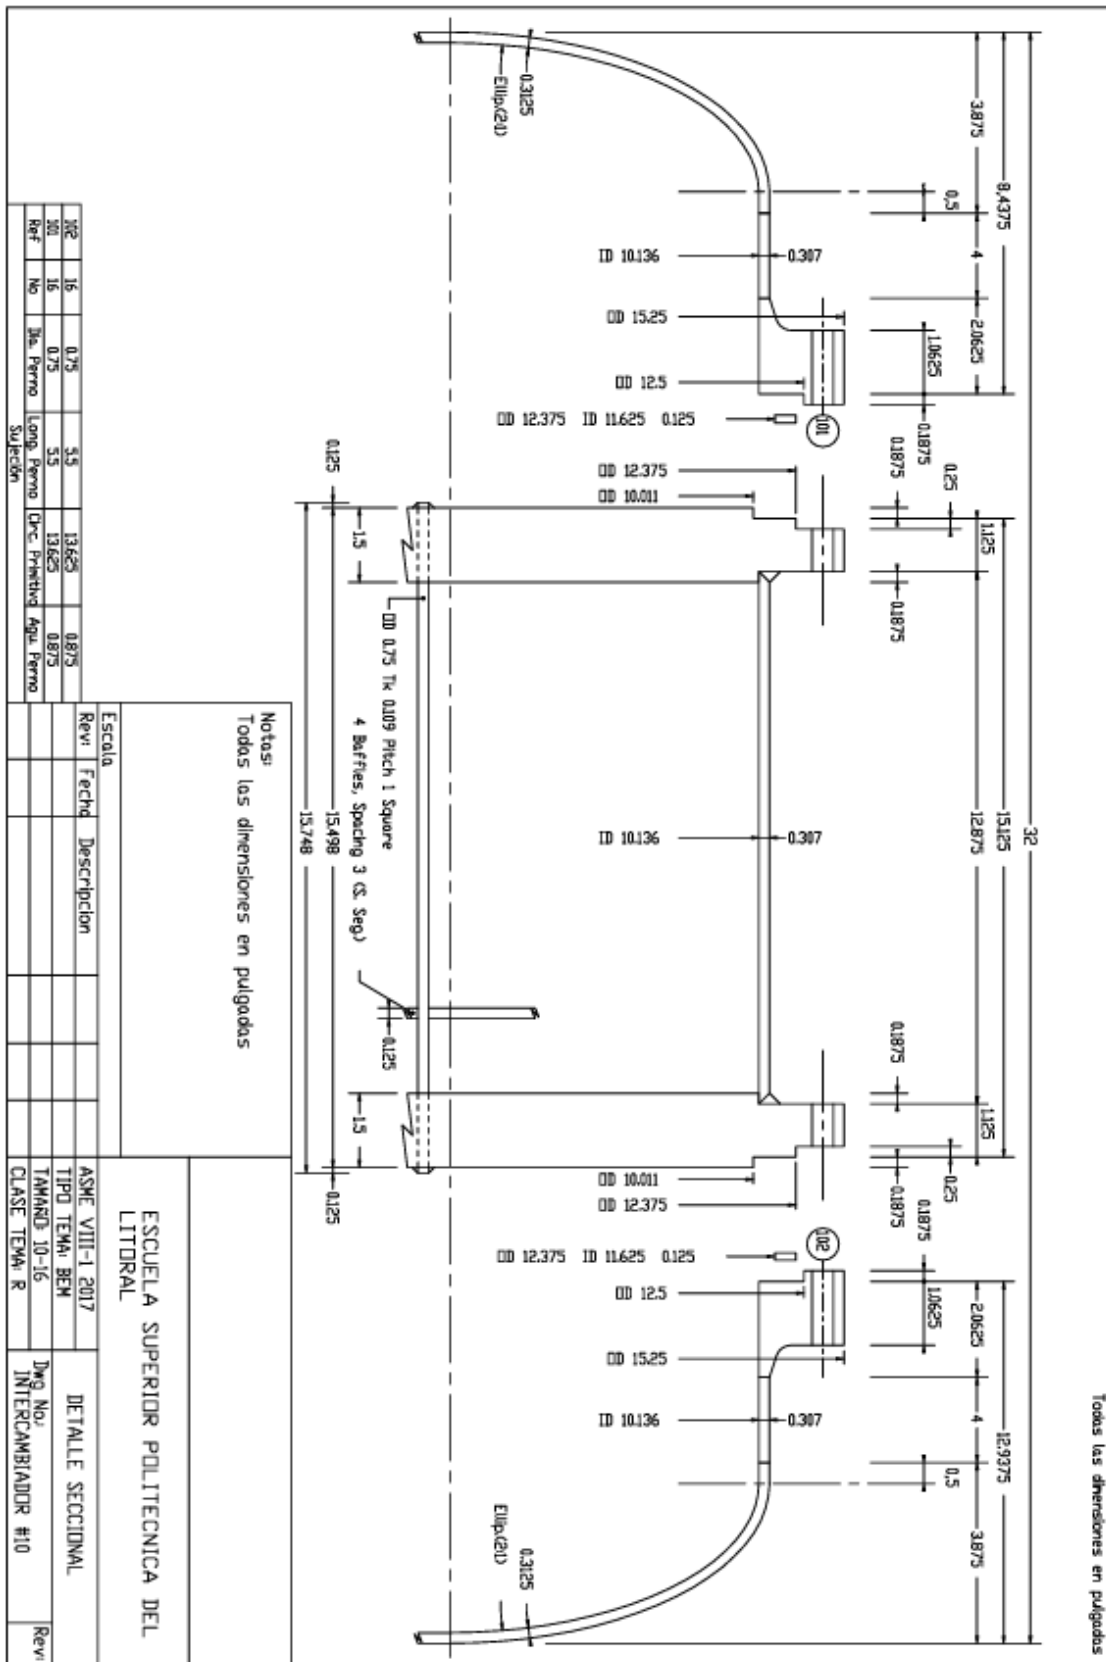 Todas las dimensiones en pulgadas
32
8.4375
15.125
12.9375
3.875
4
2.0625
1.125
12.875
1.125
2.0625
4
3.875
0.5
1.0625
0.1875
0.25
0.1875
0.1875
0.1875
0.25
0.1875
0.1875
1.0625
0.5
0.307
0.307
0.307
101
102
ID 10.136
OD 15.25
OD 12.5
OD 12.375 ID 11.625 0.125
OD 12.375
OD 10.011
ID 10.136
OD 10.011
OD 12.375
OD 12.375 ID 11.625 0.125
OD 12.5
OD 15.25
ID 10.136
0.3125
Ellip.(2:1)
0.3125
Ellip.(2:1)
OD 0.75 Tk 0.109 Pitch 1 Square
4 Baffles, Spacing 3 (S. Seg.)
0.125
1.5
1.5
0.125
0.125
15.498
15.748
Notas:
Todas las dimensiones en pulgadas
102 16 0.75 5.5 13.625 0.875
101 16 0.75 5.5 13.625 0.875
Ref No Dia. Perno Long. Perno Circ. Primitivo Aguj. Perno
Sujeción
Escala
Rev: Fecha Descripcion
ESCUELA SUPERIOR POLITECNICA DEL
LITORAL
ASME VIII-1 2017
TIPO TEMA: BEM
TAMAÑO: 10-16
CLASE TEMA: R
DETALLE SECCIONAL
Dwg No.:
INTERCAMBIADOR #10
Rev: